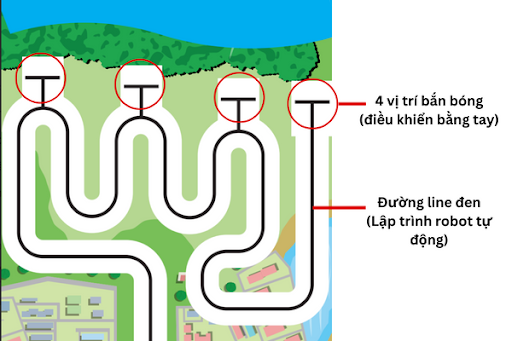 4 vị trí bắn bóng
(điều khiển bằng tay)
Đường line đen
(Lập trình robot tự
động)